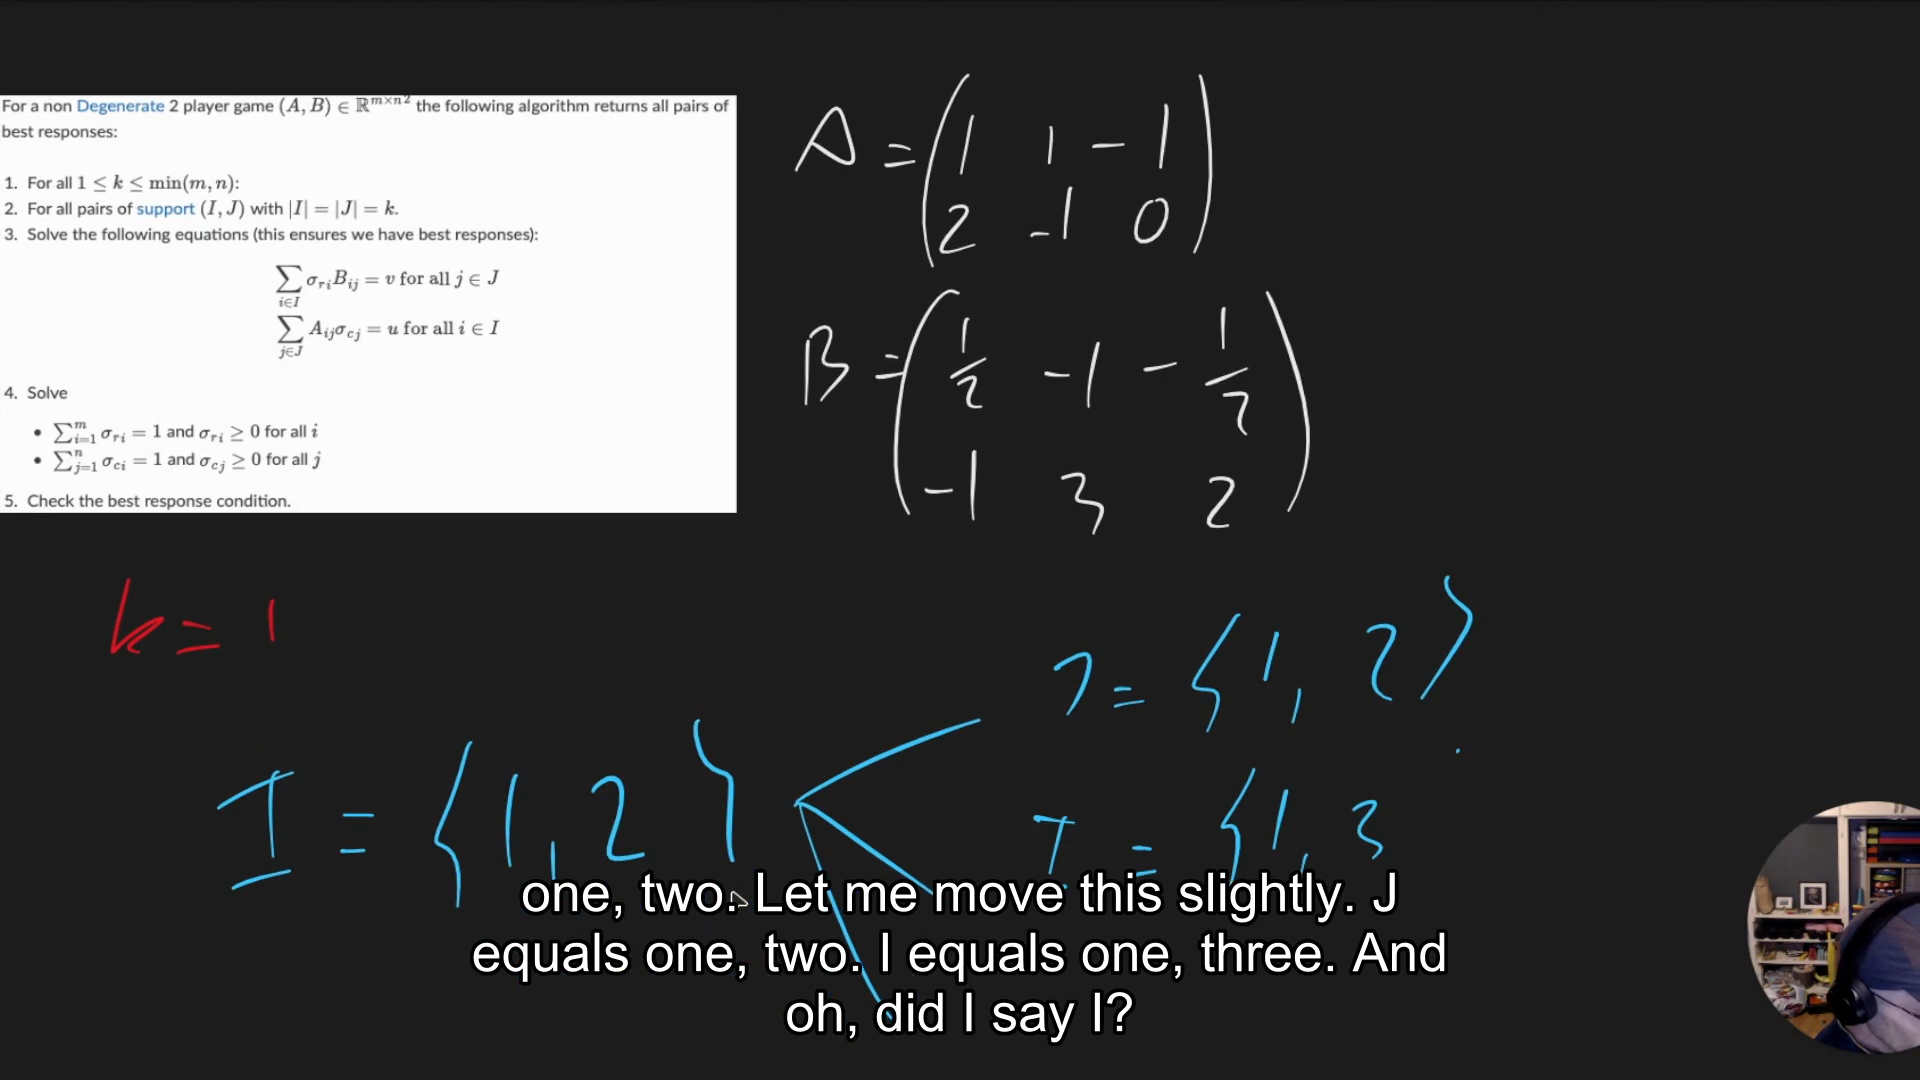 For a non Degenerate 2 player game (A, B) ∈ ℝ^{m×n^2} the following algorithm returns all pairs of
best responses:
1. For all 1 ≤ k ≤ min(m, n):
2. For all pairs of support (I, J) with |I| = |J| = k.
3. Solve the following equations (this ensures we have best responses):
∑_{i∈I} σ_{ri} B_{ij} = v for all j ∈ J
∑_{j∈J} A_{ij} σ_{cj} = u for all i ∈ I
4. Solve
• ∑_{i=1}^{m} σ_{ri} = 1 and σ_{ri} ≥ 0 for all i
• ∑_{j=1}^{n} σ_{ci} = 1 and σ_{cj} ≥ 0 for all j
5. Check the best response condition.
A = ( 1 1 -1
2 -1 0 )
B = ( 1/2 -1 -1/2
-1 3 2 )
k = 1
J = {1, 2}
I = {1, 2}
I = {1, 3
one, two. Let me move this slightly. J
equals one, two. I equals one, three. And
oh, did I say I?